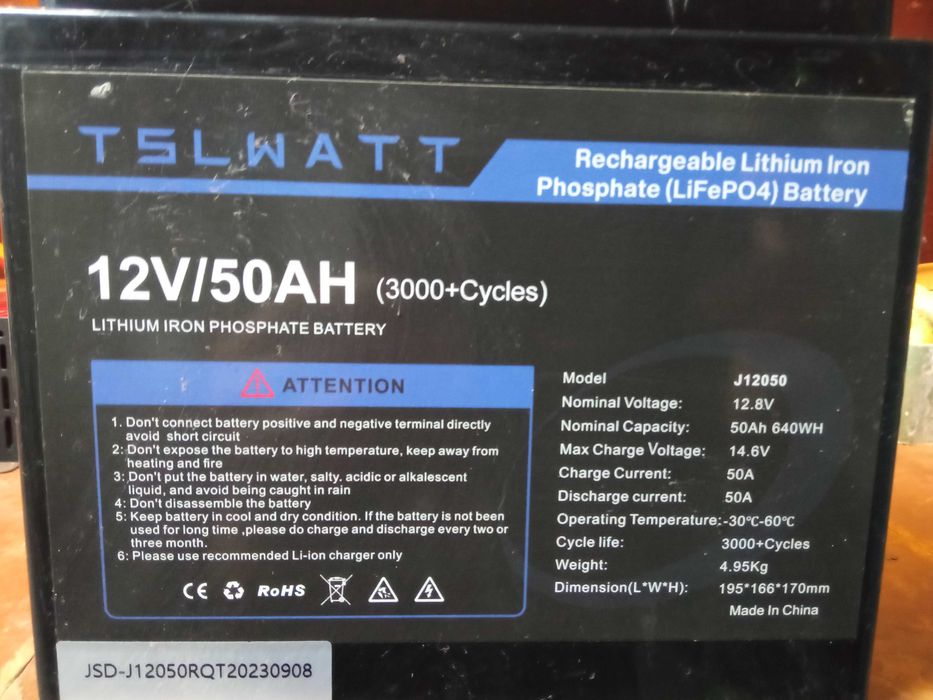 TSLWATT
Rechargeable Lithium Iron
Phosphate (LiFePO4) Battery
12V/50AH (3000+Cycles)
LITHIUM IRON PHOSPHATE BATTERY
ATTENTION
1. Don't connect battery positive and negative terminal directly
avoid short circuit
2: Don't expose the battery to high temperature, keep away from
heating and fire
3: Don't put the battery in water, salty. acidic or alkalescent
liquid, and avoid being caught in rain
4: Don't disassemble the battery
5: Keep battery in cool and dry condition. If the battery is not been
used for long time ,please do charge and discharge every two or
three month.
6: Please use recommended Li-ion charger only
CE RoHS
Model J12050
Nominal Voltage: 12.8V
Nominal Capacity: 50Ah 640WH
Max Charge Voltage: 14.6V
Charge Current: 50A
Discharge current: 50A
Operating Temperature:-30℃-60℃
Cycle life: 3000+Cycles
Weight: 4.95Kg
Dimension(L*W*H): 195*166*170mm
Made In China
JSD-J12050RQT20230908